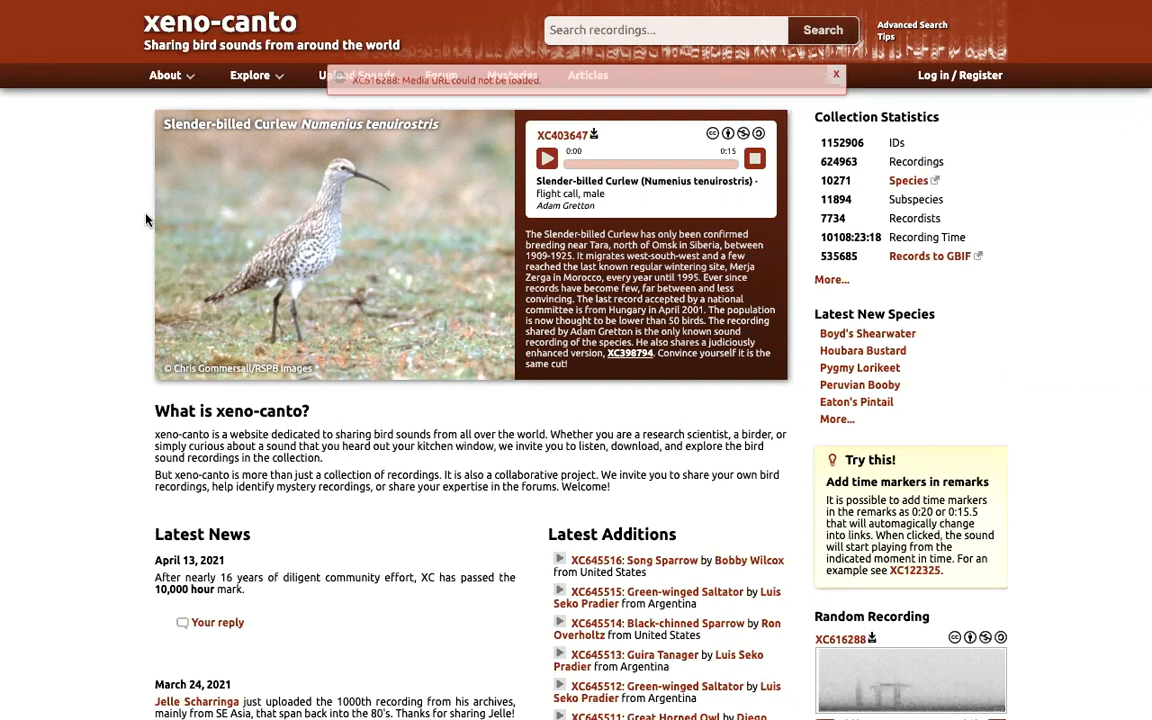 xeno-canto
Sharing bird sounds from around the world
Search recordings...
Search
Advanced Search
Tips
About
Explore
Upload Sounds
Forum
Mysteries
Articles
Log in / Register
XC616288: Media URL could not be loaded.
x
Slender-billed Curlew Numenius tenuirostris
© Chris Gommersall/RSPB Images
XC403647
0:00
0:15
Slender-billed Curlew (Numenius tenuirostris) ·
flight call, male
Adam Gretton
The Slender-billed Curlew has only been confirmed
breeding near Tara, north of Omsk in Siberia, between
1909-1925. It migrates west-south-west and a few
reached the last known regular wintering site, Merja
Zerga in Morocco, every year until 1995. Ever since
records have become few, far between and less
convincing. The last record accepted by a national
committee is from Hungary in April 2001. The population
is now thought to be lower than 50 birds. The recording
shared by Adam Gretton is the only known sound
recording of the species. He also shares a judiciously
enhanced version, XC398794. Convince yourself it is the
same cut!
Collection Statistics
1152906 IDs
624963 Recordings
10271 Species
11894 Subspecies
7734 Recordists
10108:23:18 Recording Time
535685 Records to GBIF
More...
Latest New Species
Boyd's Shearwater
Houbara Bustard
Pygmy Lorikeet
Peruvian Booby
Eaton's Pintail
More...
Try this!
Add time markers in remarks
It is possible to add time markers
in the remarks as 0:20 or 0:15.5
that will automagically change
into links. When clicked, the sound
will start playing from the
indicated moment in time. For an
example see XC122325.
Random Recording
XC616288
What is xeno-canto?
xeno-canto is a website dedicated to sharing bird sounds from all over the world. Whether you are a research scientist, a birder, or
simply curious about a sound that you heard out your kitchen window, we invite you to listen, download, and explore the bird
sound recordings in the collection.
But xeno-canto is more than just a collection of recordings. It is also a collaborative project. We invite you to share your own bird
recordings, help identify mystery recordings, or share your expertise in the forums. Welcome!
Latest News
April 13, 2021
After nearly 16 years of diligent community effort, XC has passed the
10,000 hour mark.
Your reply
March 24, 2021
Jelle Scharringa just uploaded the 1000th recording from his archives,
mainly from SE Asia, that span back into the 80's. Thanks for sharing Jelle!
Latest Additions
XC645516: Song Sparrow by Bobby Wilcox
from United States
XC645515: Green-winged Saltator by Luis
Seko Pradier from Argentina
XC645514: Black-chinned Sparrow by Ron
Overholtz from United States
XC645513: Guira Tanager by Luis Seko
Pradier from Argentina
XC645512: Green-winged Saltator by Luis
Seko Pradier from Argentina
XC645511: Great Horned Owl by Diego